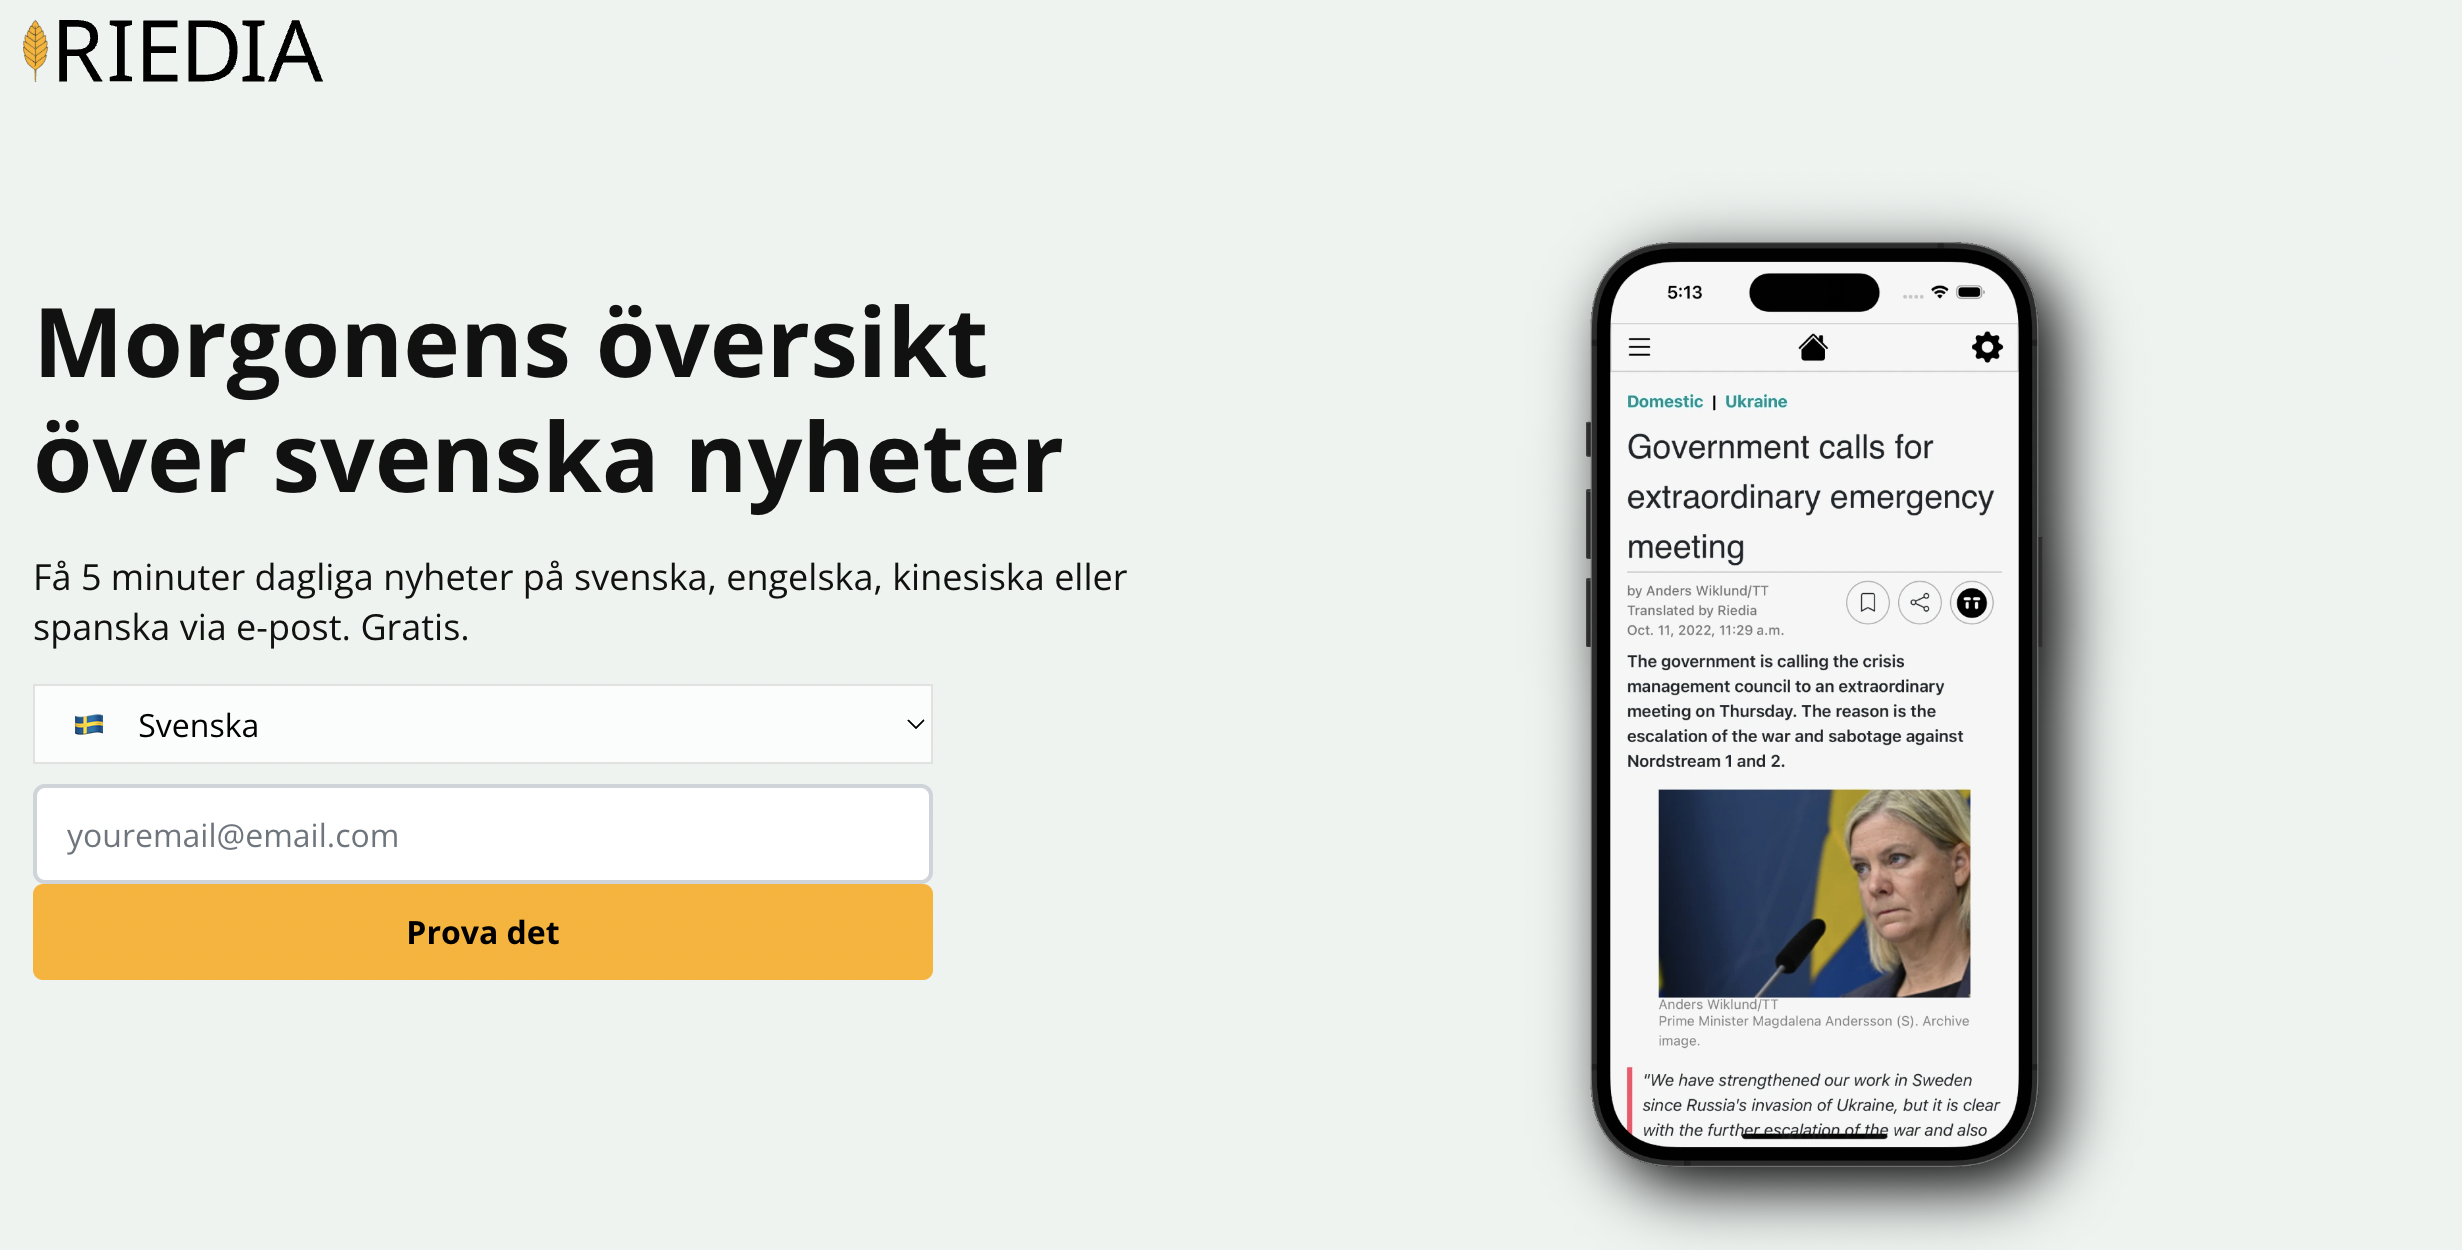 RIEDIA
Morgonens översikt
över svenska nyheter
Få 5 minuter dagliga nyheter på svenska, engelska, kinesiska eller
spanska via e-post. Gratis.
Svenska
youremail@email.com
Prova det
5:13
Domestic | Ukraine
Government calls for
extraordinary emergency
meeting
by Anders Wiklund/TT
Translated by Riedia
Oct. 11, 2022, 11:29 a.m.
TT
The government is calling the crisis
management council to an extraordinary
meeting on Thursday. The reason is the
escalation of the war and sabotage against
Nordstream 1 and 2.
Anders Wiklund/TT
Prime Minister Magdalena Andersson (S). Archive
image.
"We have strengthened our work in Sweden
since Russia's invasion of Ukraine, but it is clear
with the further escalation of the war and also